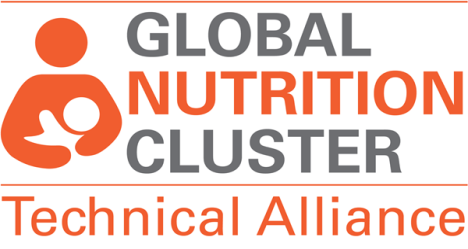 GLOBAL
NUTRITION
CLUSTER
Technical Alliance